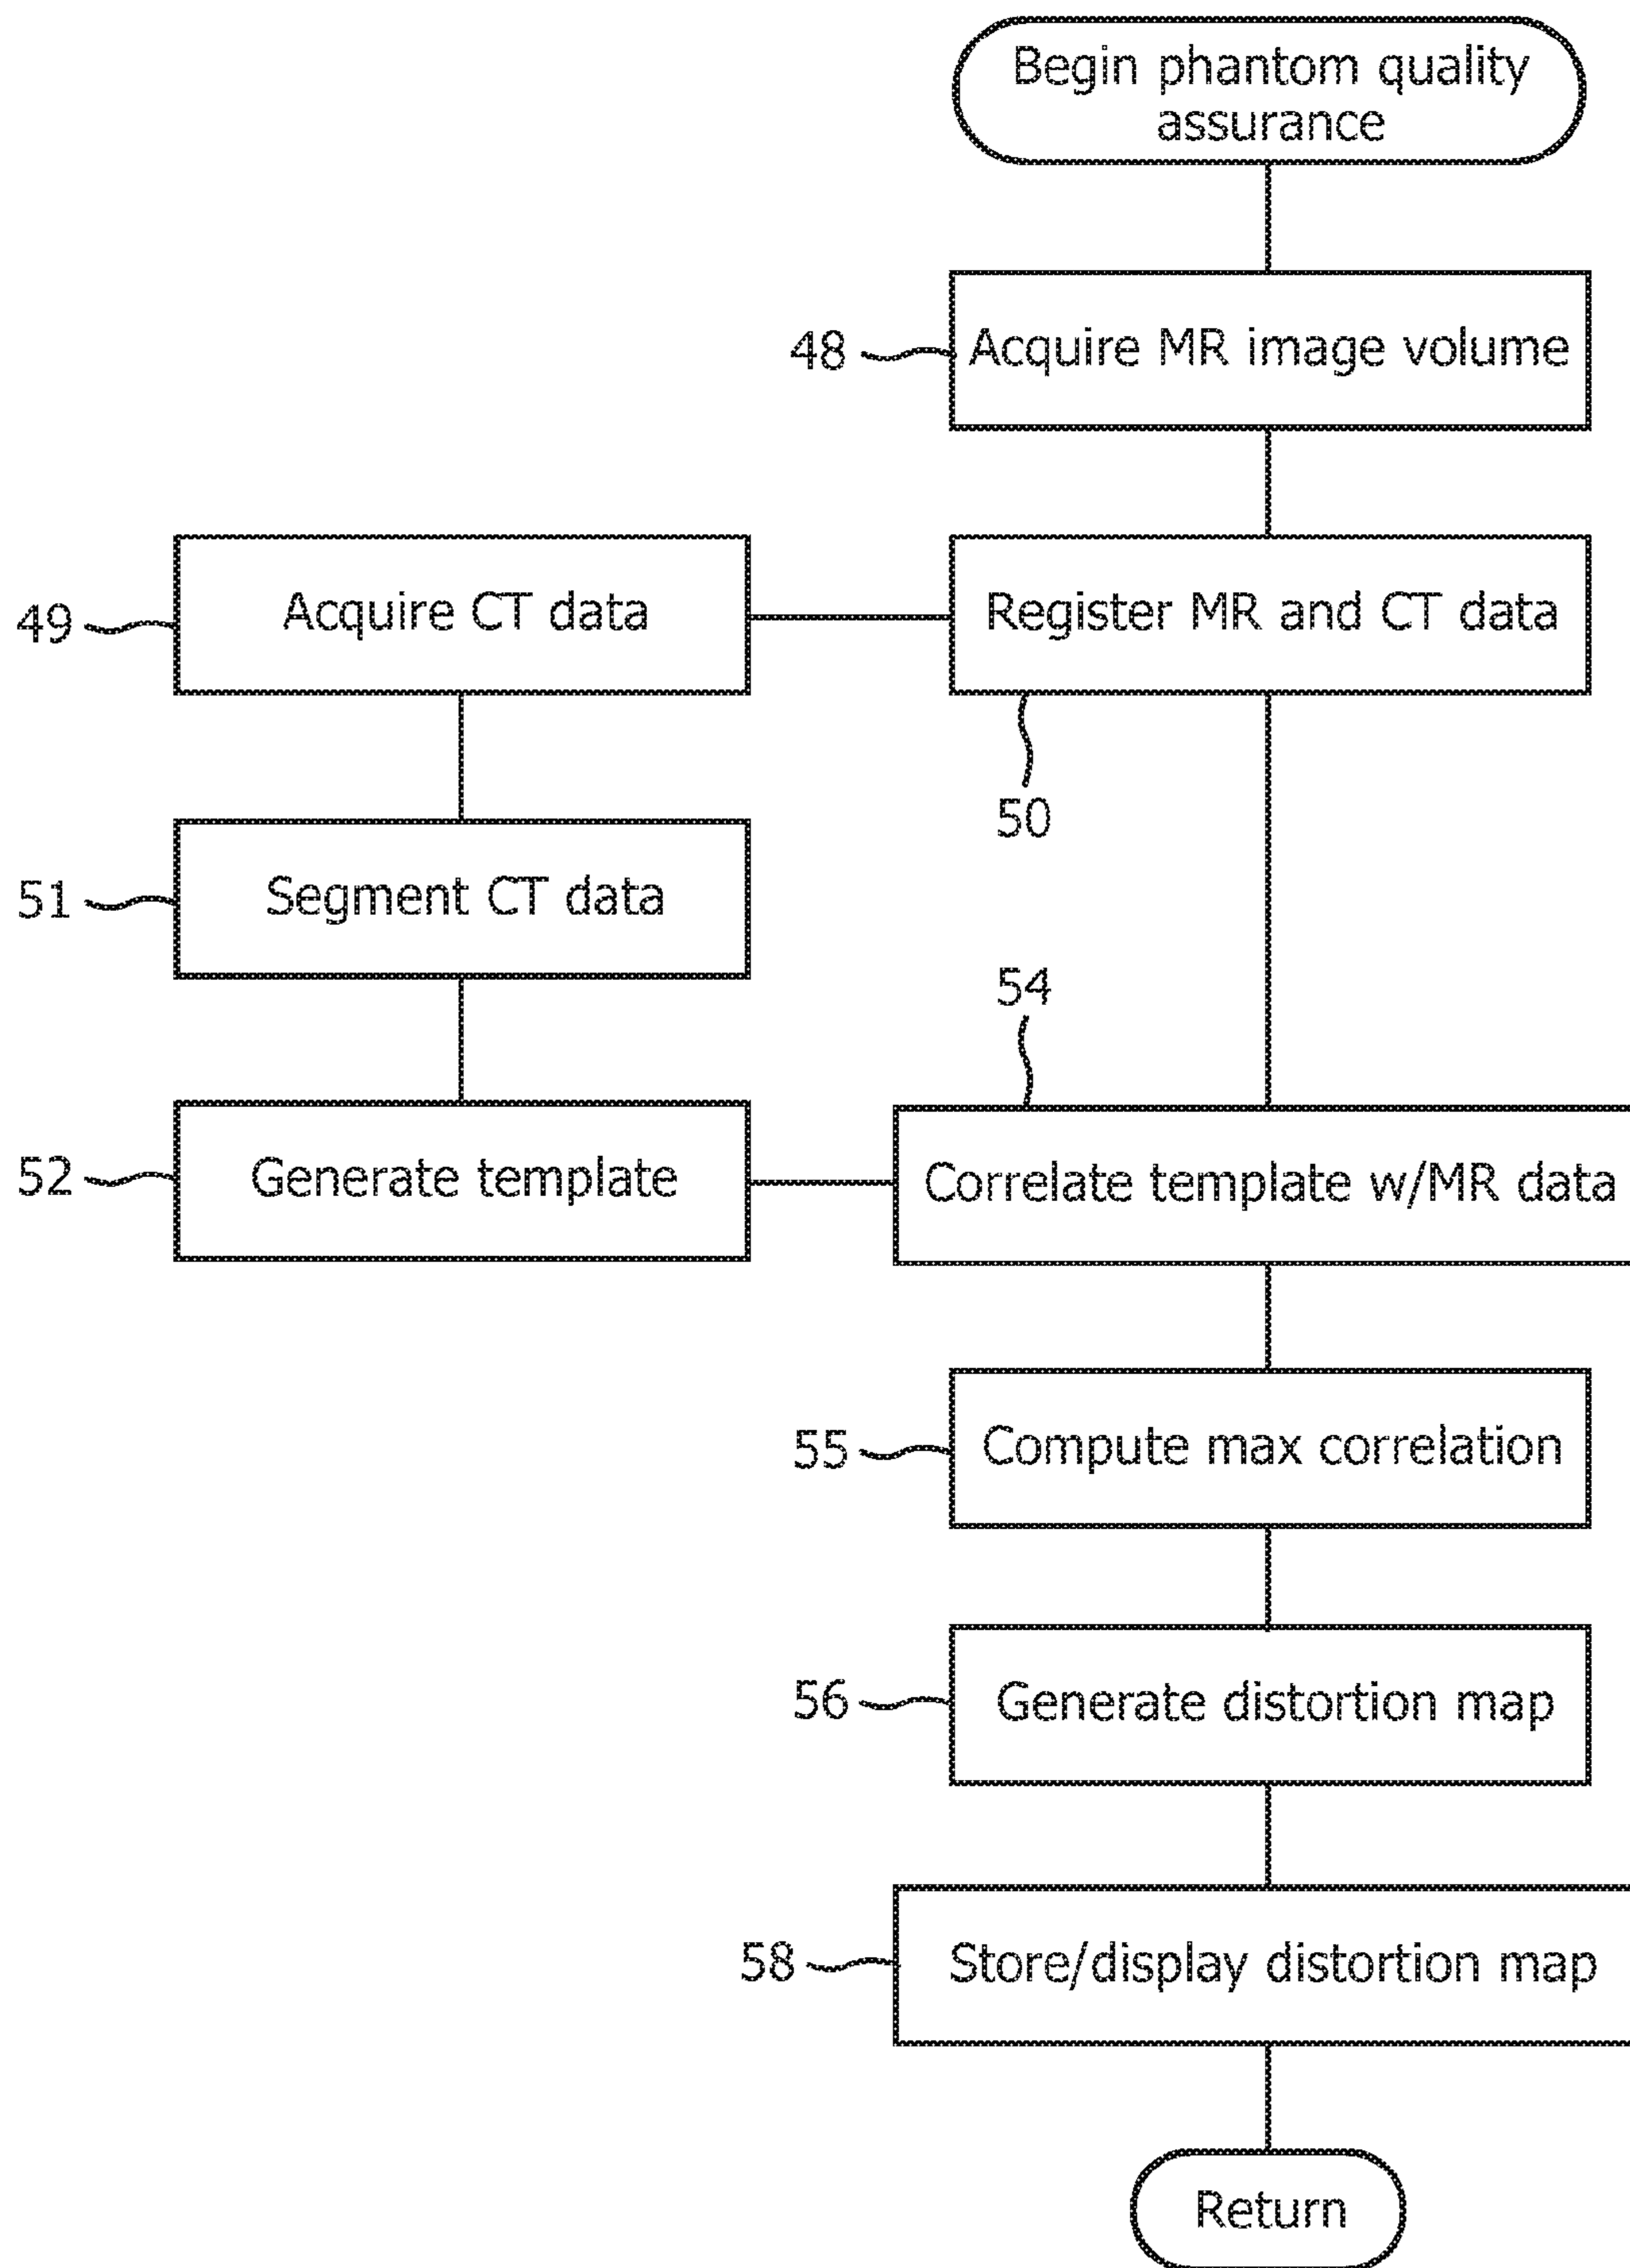 Begin phantom quality
assurance
48
Acquire MR image volume
49
Acquire CT data
Register MR and CT data
50
51
Segment CT data
54
52
Generate template
Correlate template w/MR data
55
Compute max correlation
56
Generate distortion map
58
Store/display distortion map
Return